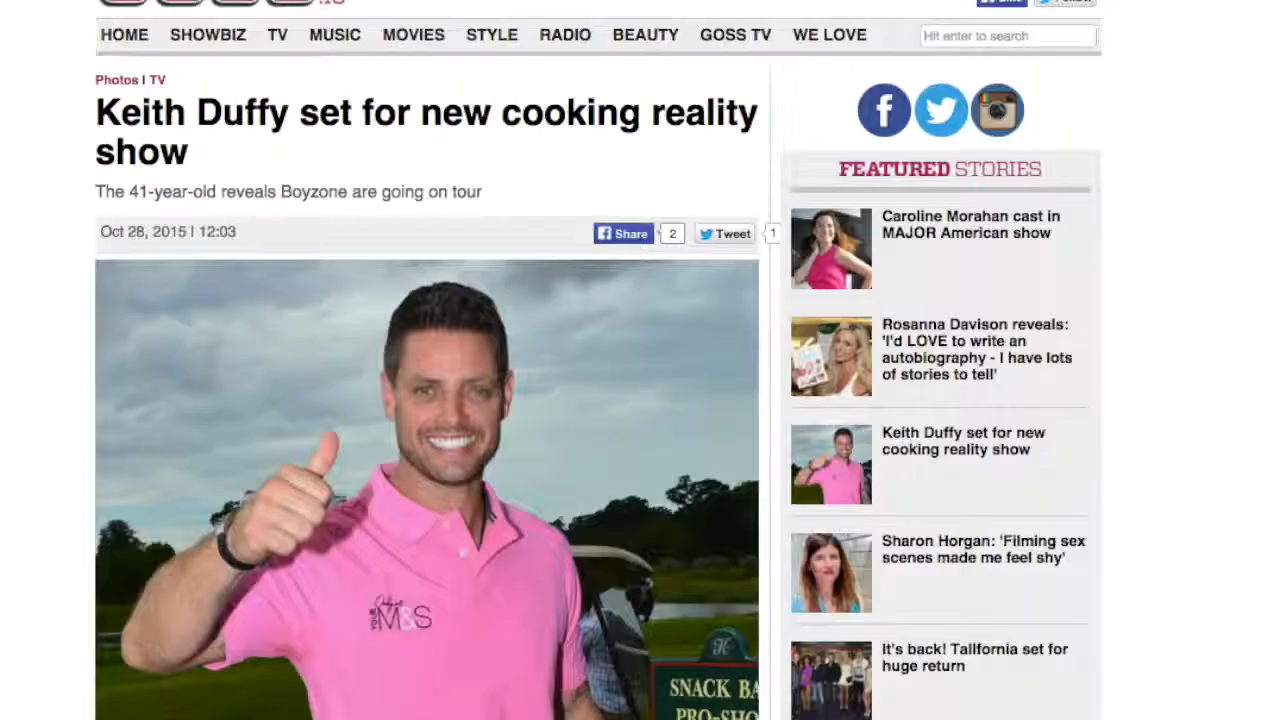 HOME SHOWBIZ TV MUSIC MOVIES STYLE RADIO BEAUTY GOSS TV WE LOVE
Hit enter to search
Photos I TV
Keith Duffy set for new cooking reality
show
The 41-year-old reveals Boyzone are going on tour
Oct 28, 2015 I 12:03
Share 2 Tweet 1
YOUR M&S
SNACK BA
PRO-SHO
FEATURED STORIES
Caroline Morahan cast in
MAJOR American show
Rosanna Davison reveals:
'I'd LOVE to write an
autobiography - I have lots
of stories to tell'
Keith Duffy set for new
cooking reality show
Sharon Horgan: 'Filming sex
scenes made me feel shy'
It's back! Tallfornia set for
huge return